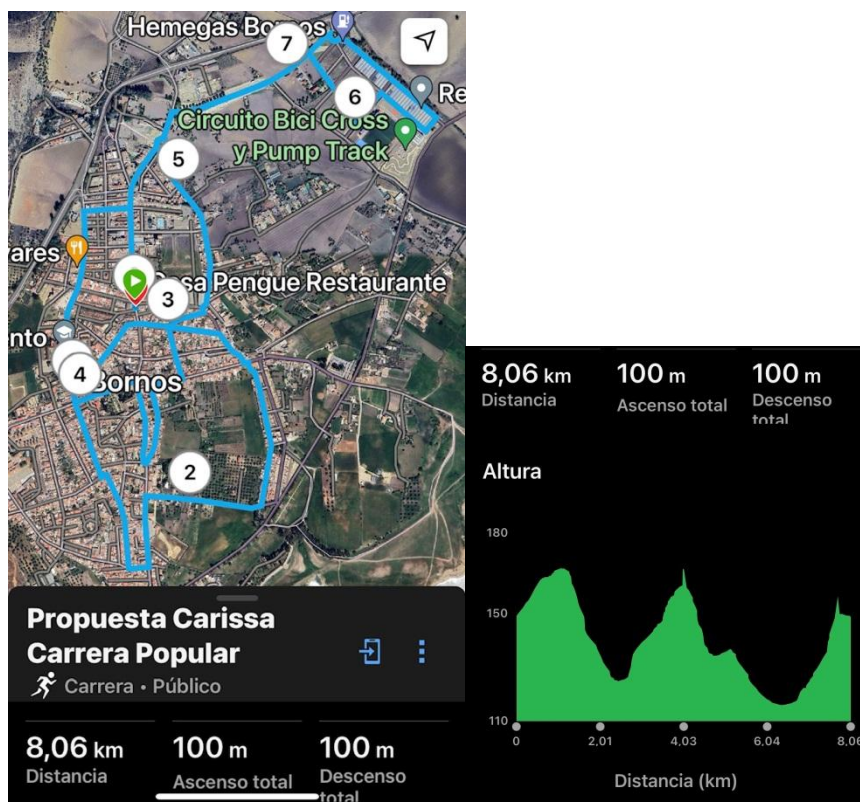 Hemegas Bornos
7
Re
6
Circuito Bici Cross
y Pump Track
5
vares
Casa Pengue Restaurante
3
nto
4
Bornos
2
Propuesta Carissa
Carrera Popular
Carrera • Público
8,06 km
100 m
100 m
Distancia
Ascenso total
Descenso
total
8,06 km
100 m
100 m
Distancia
Ascenso total
Descenso
total
Altura
180
150
110
0
2,01
4,03
6,04
8,06
Distancia (km)